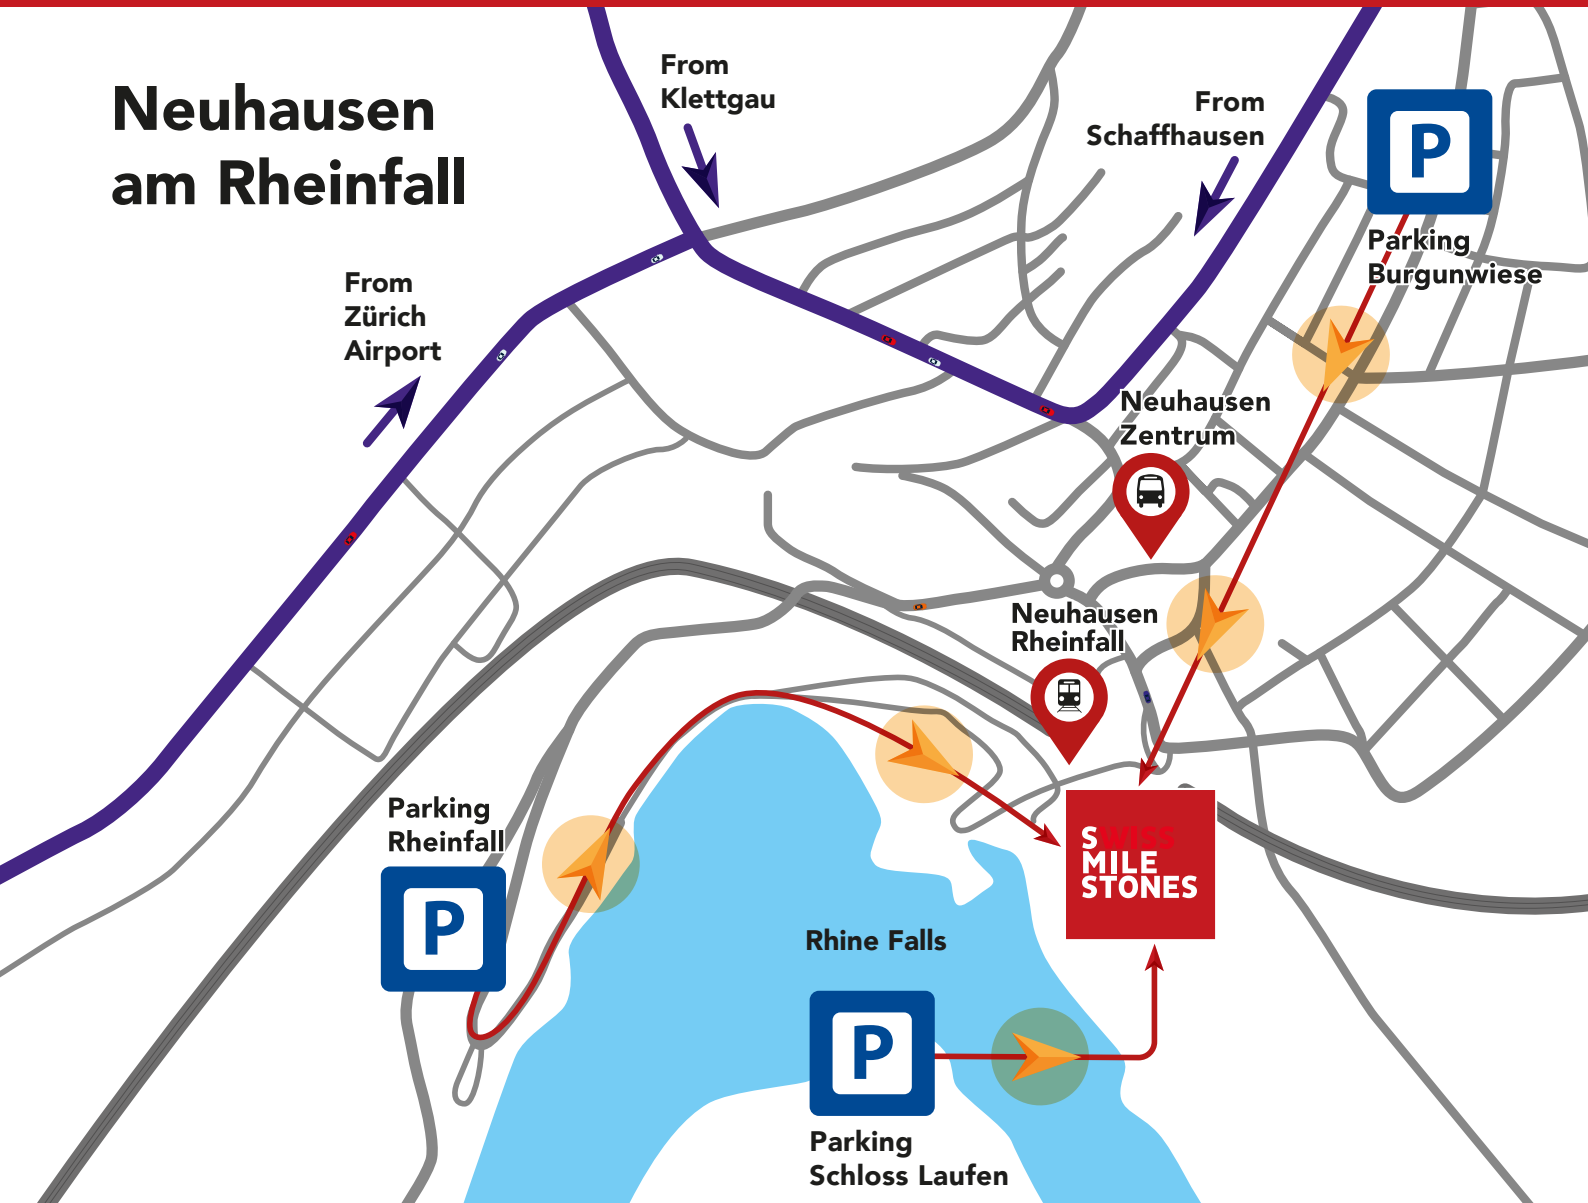 Neuhausen
am Rheinfall
From
Klettgau
From
Schaffhausen
P
Parking
Burgunwiese
From
Zürich
Airport
Neuhausen
Zentrum
Neuhausen
Rheinfall
Parking
Rheinfall
P
SWISS
MILE
STONES
Rhine Falls
P
Parking
Schloss Laufen